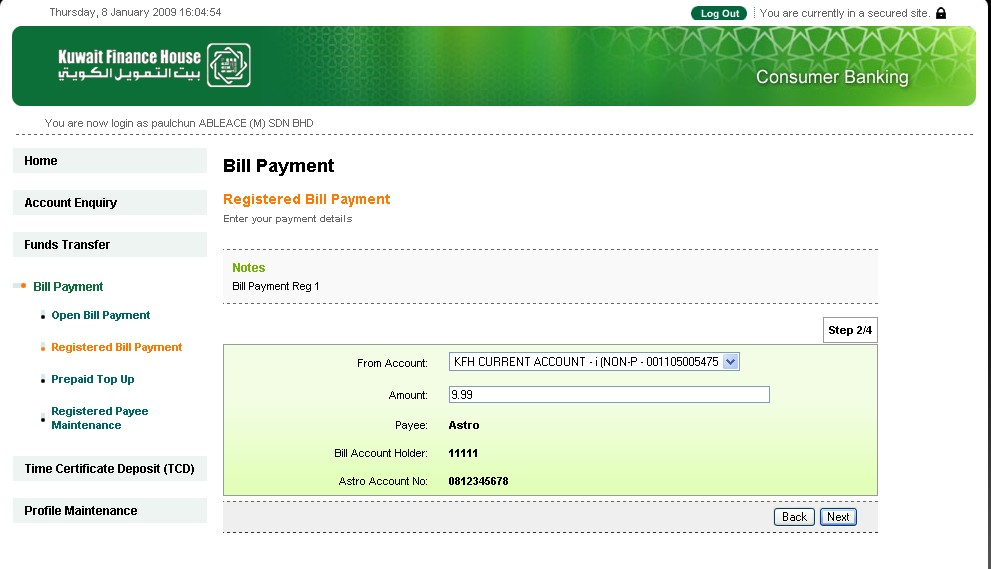 Thursday, 8 January 2009 16:04:54
Log Out
You are currently in a secured site.
Kuwait Finance House
بيت التمويل الكويتي
Consumer Banking
You are now login as paulchun ABLEACE (M) SDN BHD
Home
Account Enquiry
Funds Transfer
Bill Payment
Open Bill Payment
Registered Bill Payment
Prepaid Top Up
Registered Payee
Maintenance
Time Certificate Deposit (TCD)
Profile Maintenance
Bill Payment
Registered Bill Payment
Enter your payment details
Notes
Bill Payment Reg 1
Step 2/4
From Account: KFH CURRENT ACCOUNT - i (NON-P - 001105005475
Amount: 9.99
Payee: Astro
Bill Account Holder: 11111
Astro Account No: 0812345678
Back Next